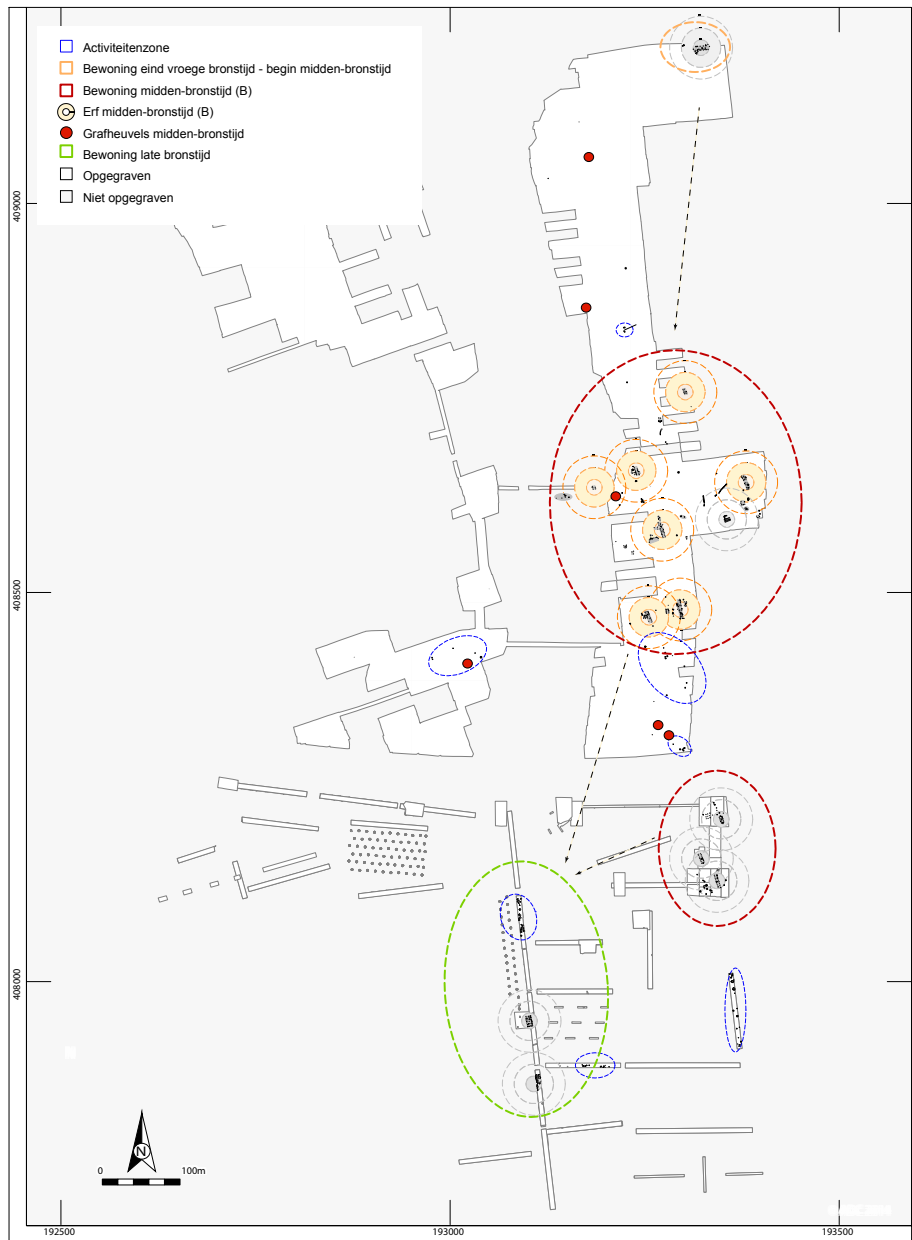 Activiteitenzone
Bewoning eind vroege bronstijd - begin midden-bronstijd
Bewoning midden-bronstijd (B)
Erf midden-bronstijd (B)
Grafheuvels midden-bronstijd
Bewoning late bronstijd
Opgegraven
Niet opgegraven
409000
408500
408000
N
0 100m
192500 193000 193500